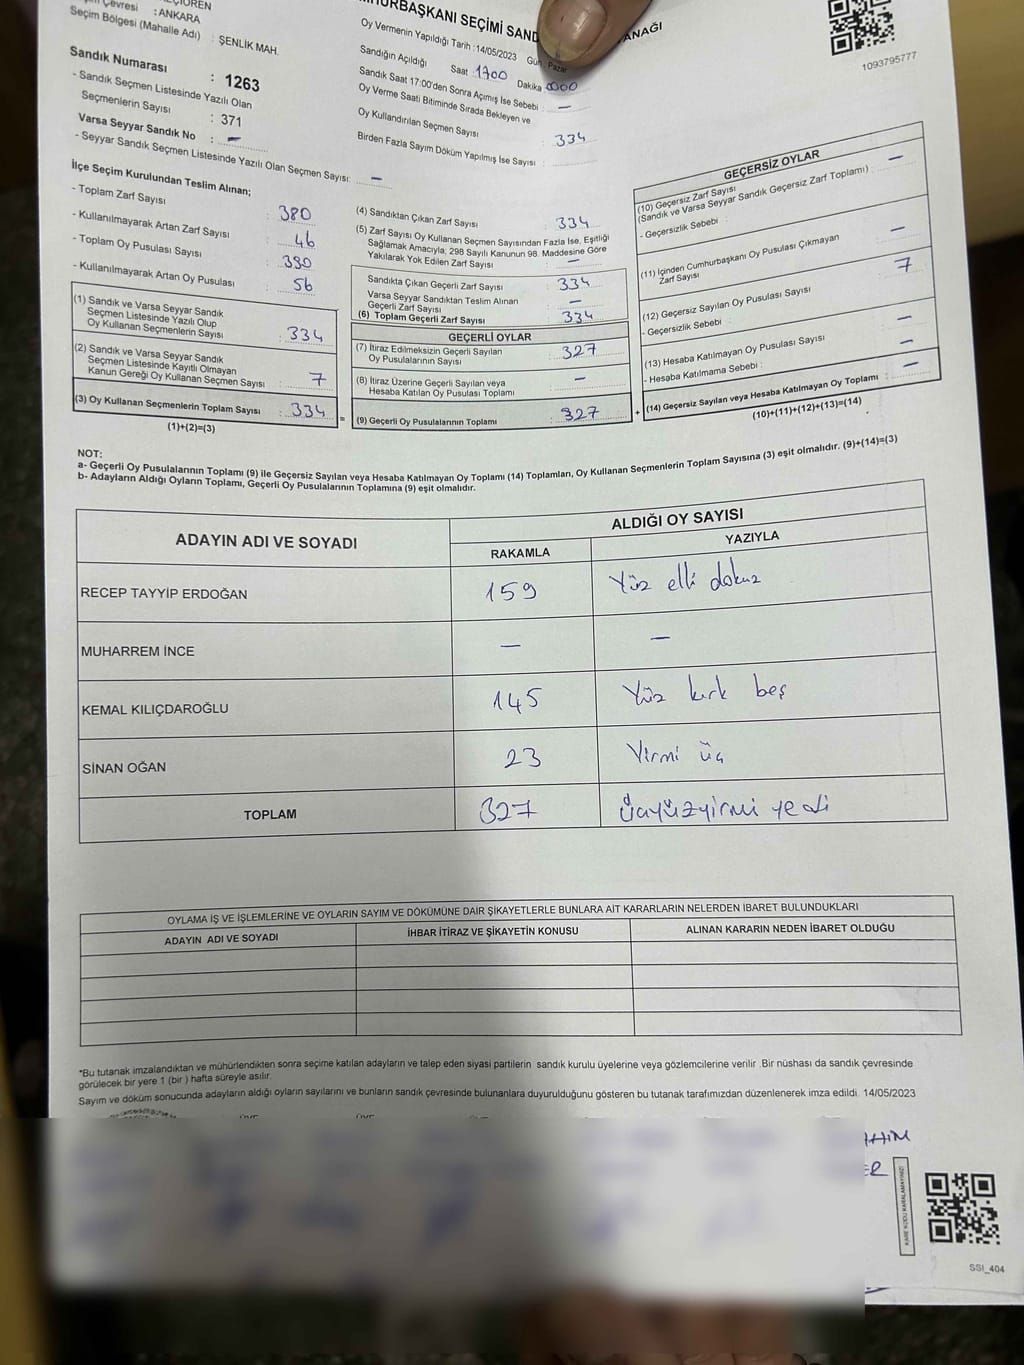 Çevresi : ANKARA
Seçim Bölgesi (Mahalle Adı) : ŞENLİK MAH.
Sandık Numarası : 1263
- Sandık Seçmen Listesinde Yazılı Olan
Seçmenlerin Sayısı : 371
Varsa Seyyar Sandık No : -
- Seyyar Sandık Seçmen Listesinde Yazılı Olan Seçmen Sayısı: -
İlçe Seçim Kurulundan Teslim Alınan;
- Toplam Zarf Sayısı : 380
- Kullanılmayarak Artan Zarf Sayısı : 46
- Toplam Oy Pusulası Sayısı : 390
- Kullanılmayarak Artan Oy Pusulası : 56
(1) Sandık ve Varsa Seyyar Sandık
Seçmen Listesinde Yazılı Olup
Oy Kullanan Seçmenlerin Sayısı : 334
(2) Sandık ve Varsa Seyyar Sandık
Seçmen Listesinde Kayıtlı Olmayan
Kanun Gereği Oy Kullanan Seçmen Sayısı : 7
(3) Oy Kullanan Seçmenlerin Toplam Sayısı : 334
(1)+(2)=(3)
SEÇİMİ SAND
ANAĞI
Oy Vermenin Yapıldığı Tarih :14/05/2023 Gün : Pazar
Sandığın Açıldığı Saat : 1700 Dakika : 0000
Sandık Saat 17:00'den Sonra Açımış İse Sebebi : -
Oy Verme Saati Bitiminde Sırada Bekleyen ve
Oy Kullandırılan Seçmen Sayısı : 334
Birden Fazla Sayım Döküm Yapılmış İse Sayısı :
(4) Sandıktan Çıkan Zarf Sayısı : 334
(5) Zarf Sayısı Oy Kullanan Seçmen Sayısından Fazla İse, Eşitliği
Sağlamak Amacıyla, 298 Sayılı Kanunun 98. Maddesine Göre
Yakılarak Yok Edilen Zarf Sayısı : -
Sandıkta Çıkan Geçerli Zarf Sayısı : 334
Varsa Seyyar Sandıktan Teslim Alınan
Geçerli Zarf Sayısı : -
(6) Toplam Geçerli Zarf Sayısı : 334
GEÇERLİ OYLAR
(7) İtiraz Edilmeksizin Geçerli Sayılan
Oy Pusulalarının Sayısı : 327
(8) İtiraz Üzerine Geçerli Sayılan veya
Hesaba Katılan Oy Pusulası Toplamı : -
= (9) Geçerli Oy Pusulalarının Toplamı : 327
1093795777
GEÇERSİZ OYLAR
(10) Geçersiz Zarf Sayısı
(Sandık ve Varsa Seyyar Sandık Geçersiz Zarf Toplamı) : -
- Geçersizlik Sebebi :
(11) İçinden Cumhurbaşkanı Oy Pusulası Çıkmayan
Zarf Sayısı : -
(12) Geçersiz Sayılan Oy Pusulası Sayısı : 7
- Geçersizlik Sebebi :
(13) Hesaba Katılmayan Oy Pusulası Sayısı : -
- Hesaba Katılmama Sebebi : -
+ (14) Geçersiz Sayılan veya Hesaba Katılmayan Oy Toplamı : -
(10)+(11)+(12)+(13)=(14)
NOT:
a- Geçerli Oy Pusulalarının Toplamı (9) ile Geçersiz Sayılan veya Hesaba Katılmayan Oy Toplamı (14) Toplamları, Oy Kullanan Seçmenlerin Toplam Sayısına (3) eşit olmalıdır. (9)+(14)=(3)
b- Adayların Aldığı Oyların Toplamı, Geçerli Oy Pusulalarının Toplamına (9) eşit olmalıdır.
ADAYIN ADI VE SOYADI ALDIĞI OY SAYISI
RAKAMLA YAZIYLA
RECEP TAYYİP ERDOĞAN 159 Yüz elli dokuz
MUHARREM İNCE - -
KEMAL KILIÇDAROĞLU 145 Yüz kırk beş
SİNAN OĞAN 23 Yirmi üç
TOPLAM 327 üçyüzyirmi yedi
OYLAMA İŞ VE İŞLEMLERİNE VE OYLARIN SAYIM VE DÖKÜMÜNE DAİR ŞİKAYETLERLE BUNLARA AİT KARARLARIN NELERDEN İBARET BULUNDUKLARI
ADAYIN ADI VE SOYADI İHBAR İTİRAZ VE ŞİKAYETİN KONUSU ALINAN KARARIN NEDEN İBARET OLDUĞU
*Bu tutanak imzalandıktan ve mühürlendikten sonra seçime katılan adayların ve talep eden siyasi partilerin sandık kurulu üyelerine veya gözlemcilerine verilir .Bir nüshası da sandık çevresinde
görülecek bir yere 1 (bir ) hafta süreyle asılır.
Sayım ve döküm sonucunda adayların aldığı oyların sayılarını ve bunların sandık çevresinde bulunanlara duyurulduğunu gösteren bu tutanak tarafımızdan düzenlenerek imza edildi. 14/05/2023
KARE KODU KARALAMAYINIZ!
SSI_404